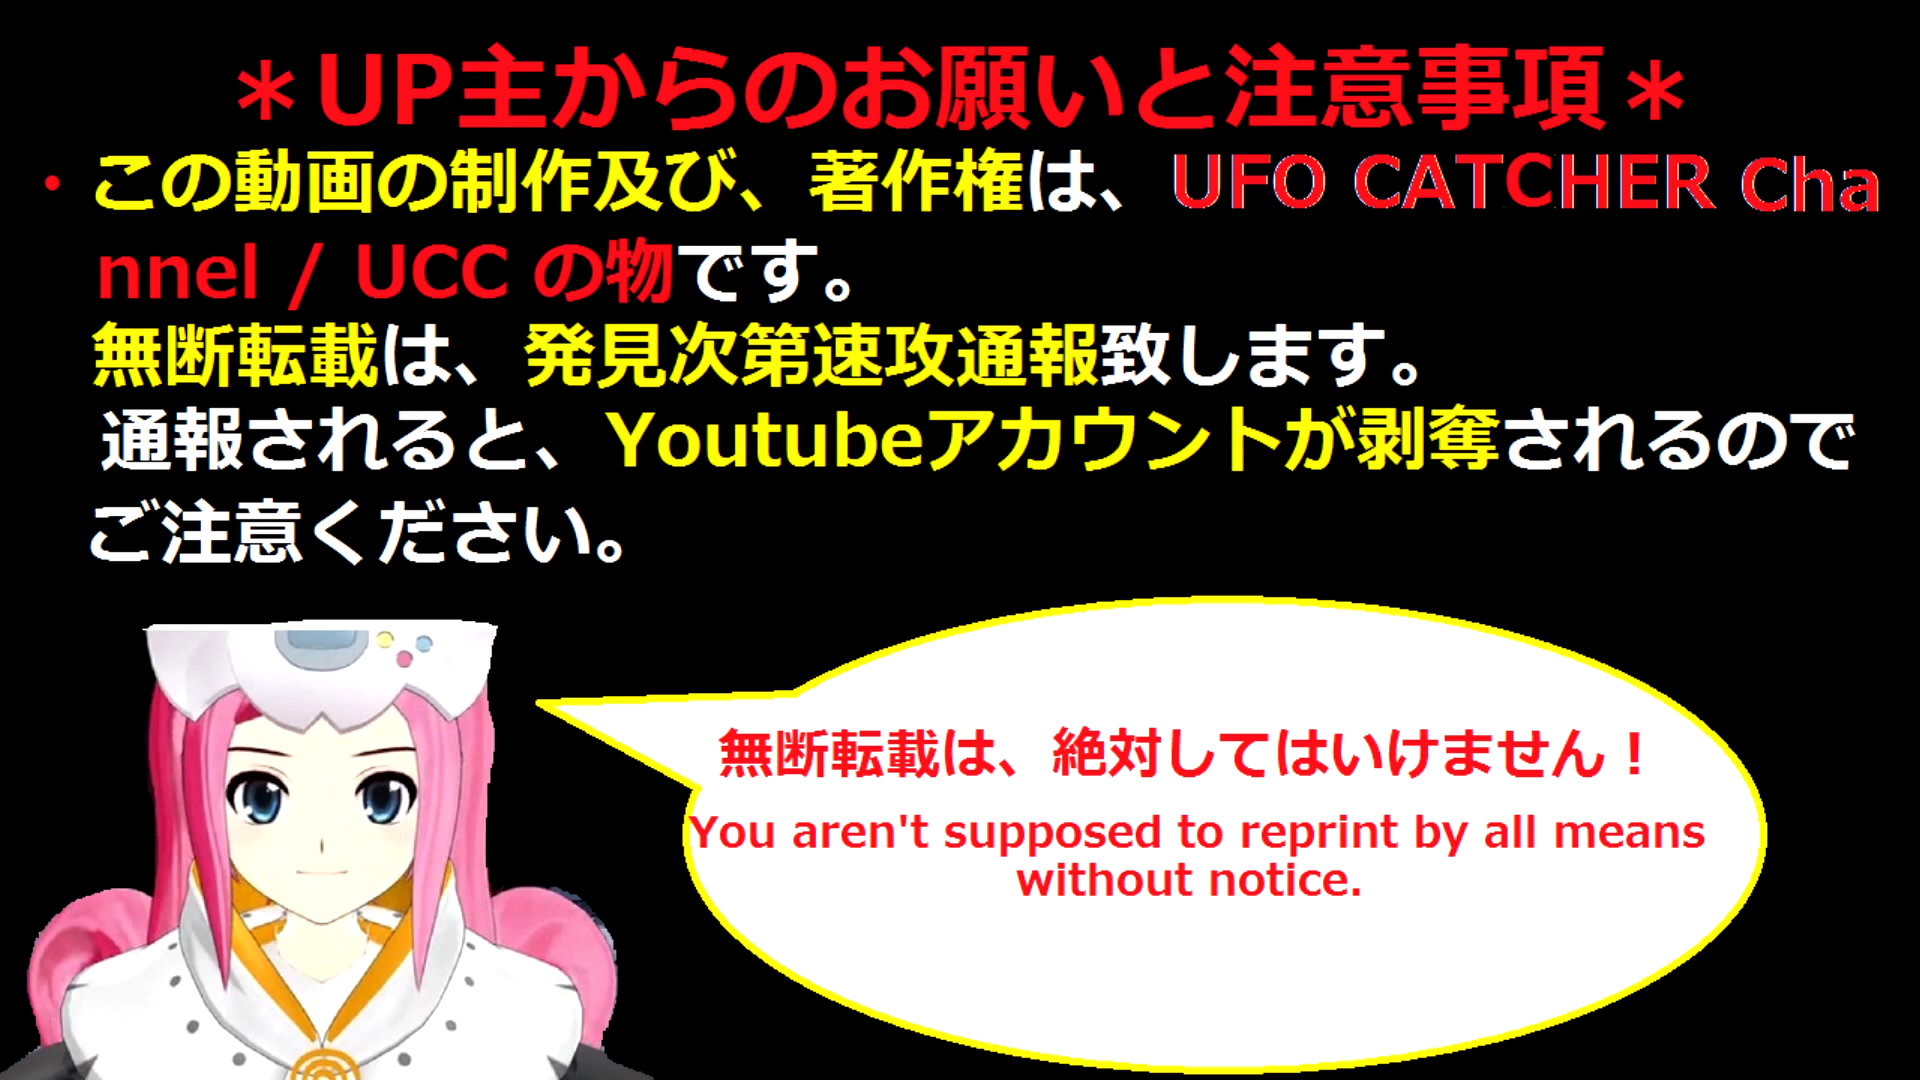 ＊UP主からのお願いと注意事項＊
・この動画の制作及び、著作権は、UFO CATCHER Cha
nnel / UCC の物です。
無断転載は、発見次第速攻通報致します。
通報されると、Youtubeアカウントが剥奪されるので
ご注意ください。
無断転載は、絶対してはいけません！
You aren't supposed to reprint by all means
without notice.